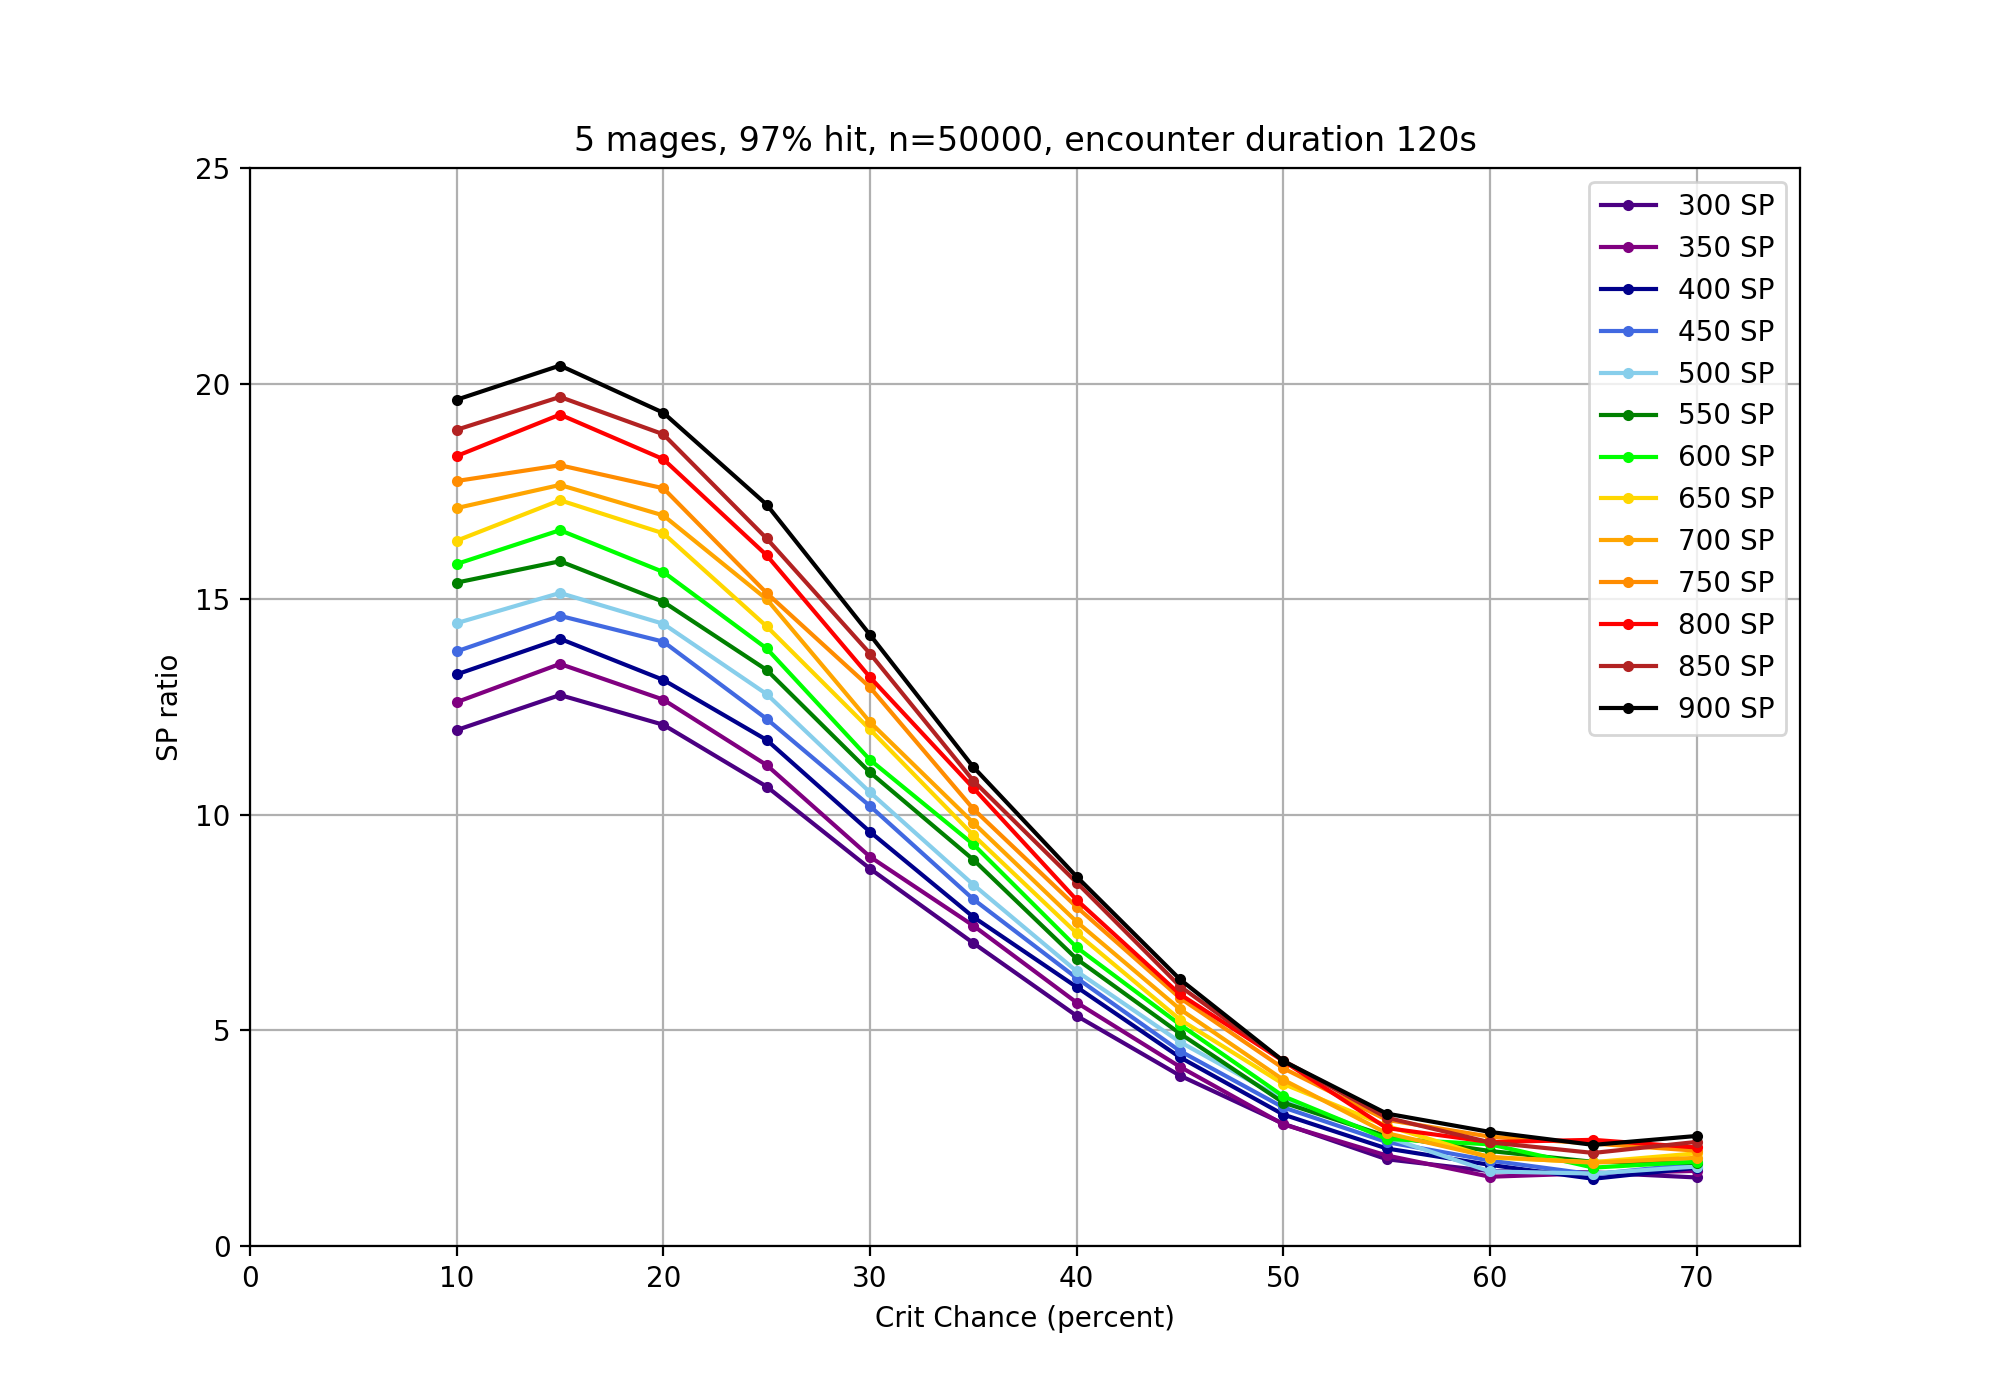 5 mages, 97% hit, n=50000, encounter duration 120s
25
20
15
10
5
0
SP ratio
300 SP
350 SP
400 SP
450 SP
500 SP
550 SP
600 SP
650 SP
700 SP
750 SP
800 SP
850 SP
900 SP
0 10 20 30 40 50 60 70
Crit Chance (percent)